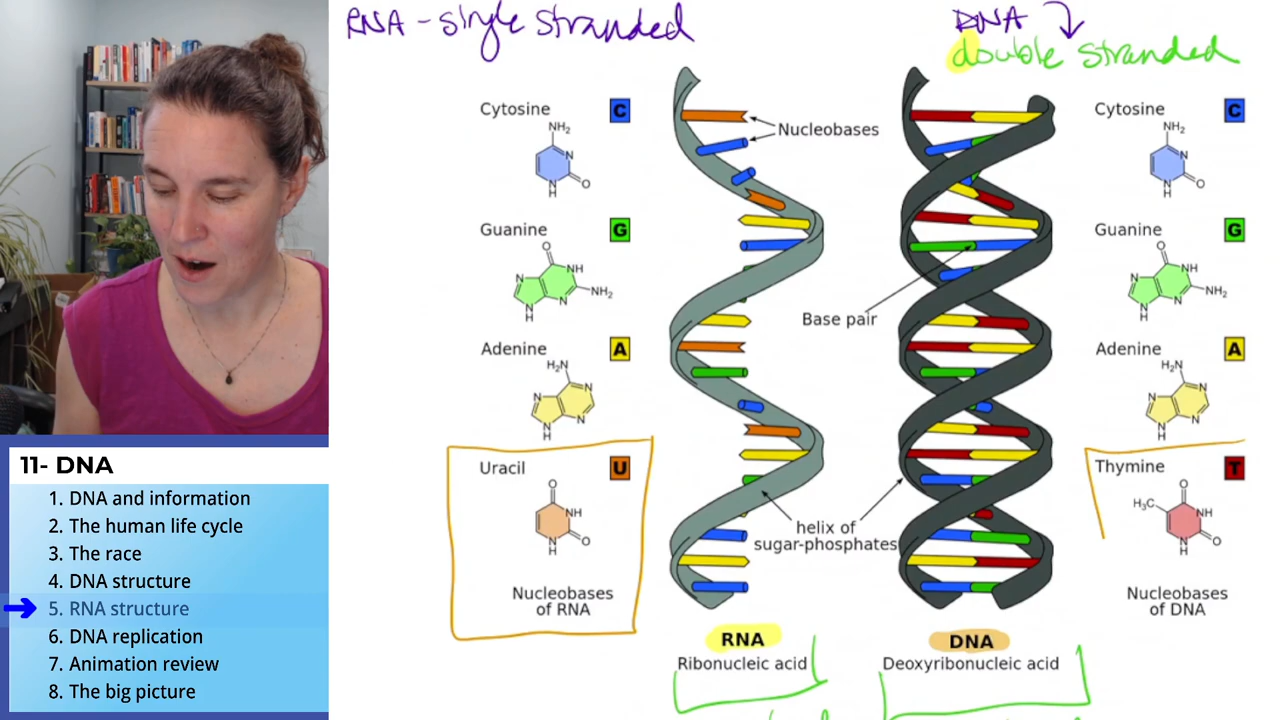 RNA - single stranded
DNA
double stranded
Cytosine C
NH₂
N
O
N
H
Guanine G
O
N
NH
N
N
NH₂
H
Adenine A
H₂N
N
N
N
N
H
Uracil U
O
NH
N
O
H
Nucleobases
of RNA
Nucleobases
Base pair
helix of
sugar-phosphates
RNA
Ribonucleic acid
DNA
Deoxyribonucleic acid
Cytosine C
NH₂
N
N
O
H
Guanine G
O
N
NH
N
N
NH₂
H
Adenine A
H₂N
N
N
N
N
H
Thymine T
O
H₃C
NH
N
O
H
Nucleobases
of DNA
11- DNA
1. DNA and information
2. The human life cycle
3. The race
4. DNA structure
5. RNA structure
6. DNA replication
7. Animation review
8. The big picture